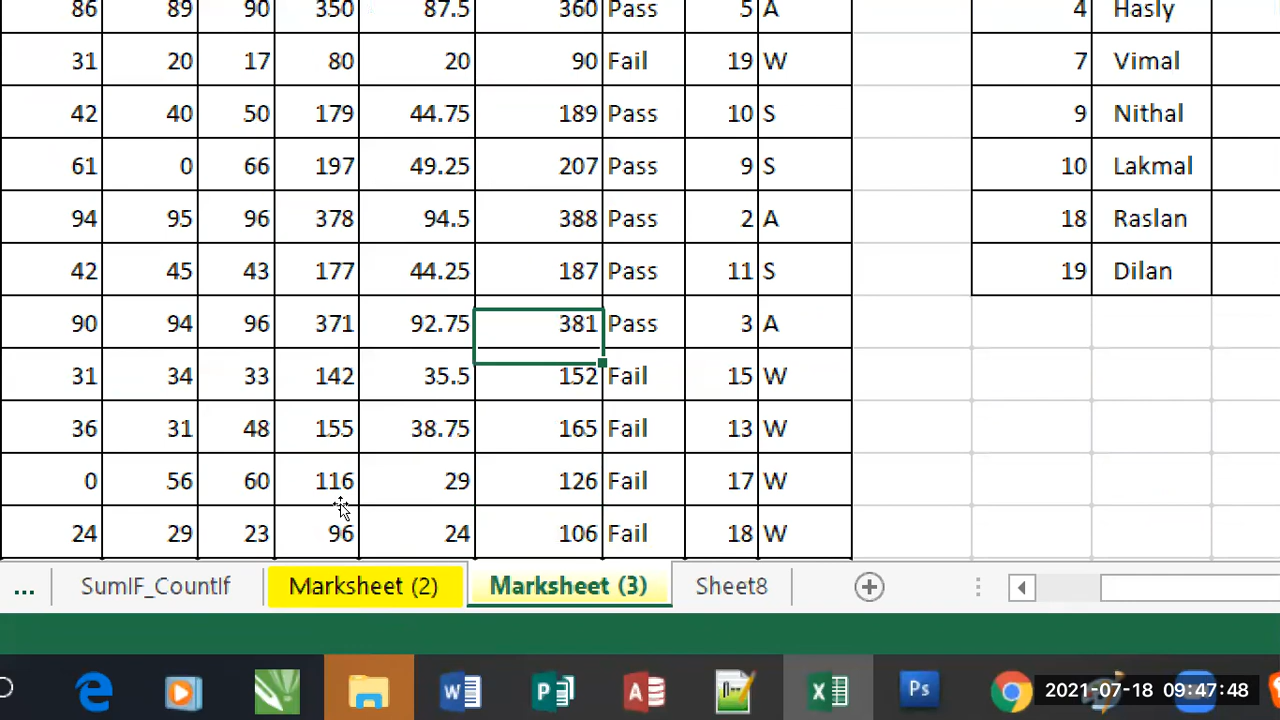 86 89 90 350 87.5 360 Pass 5 A 4 Hasly
31 20 17 80 20 90 Fail 19 W 7 Vimal
42 40 50 179 44.75 189 Pass 10 S 9 Nithal
61 0 66 197 49.25 207 Pass 9 S 10 Lakmal
94 95 96 378 94.5 388 Pass 2 A 18 Raslan
42 45 43 177 44.25 187 Pass 11 S 19 Dilan
90 94 96 371 92.75 381 Pass 3 A
31 34 33 142 35.5 152 Fail 15 W
36 31 48 155 38.75 165 Fail 13 W
0 56 60 116 29 126 Fail 17 W
24 29 23 96 24 106 Fail 18 W
... SumIF_CountIf Marksheet (2) Marksheet (3) Sheet8
W P A X Ps 2021-07-18 09:47:48